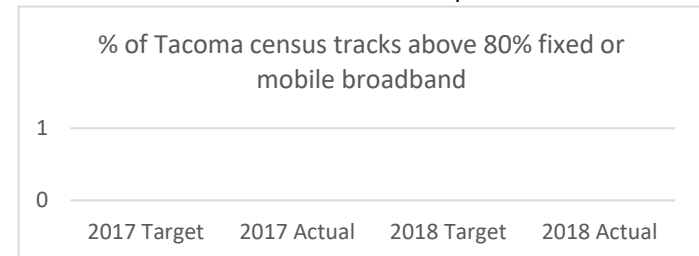 % of Tacoma census tracks above 80% fixed or
mobile broadband
1
0
2017 Target 2017 Actual 2018 Target 2018 Actual